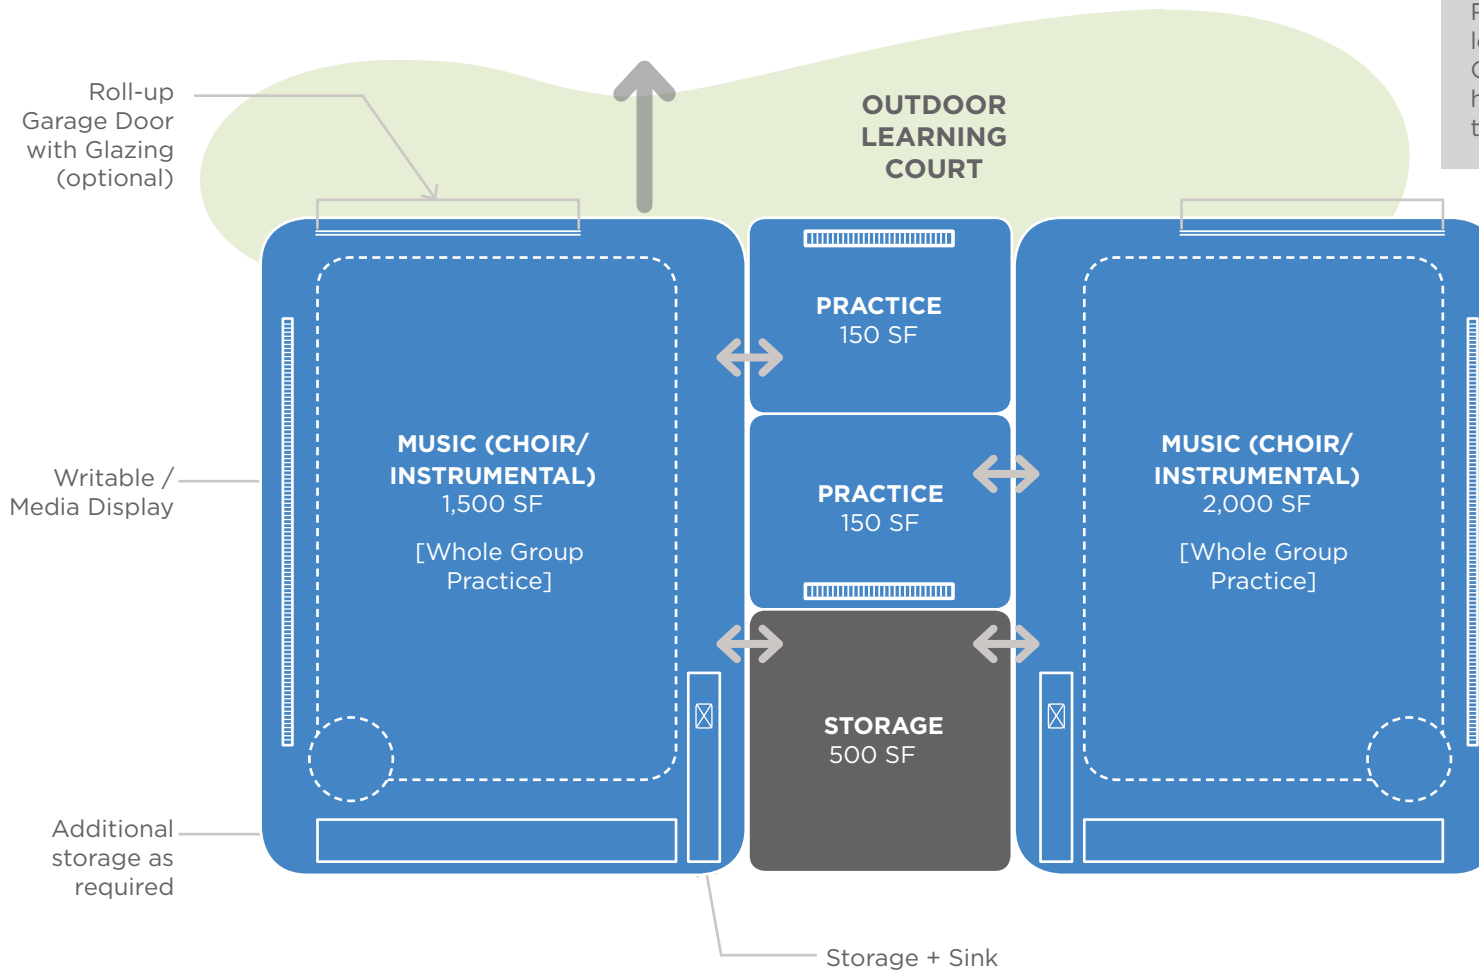 Roll-up
Garage Door
with Glazing
(optional)
OUTDOOR
LEARNING
COURT
PRACTICE
150 SF
MUSIC (CHOIR/
INSTRUMENTAL)
1,500 SF
[Whole Group
Practice]
PRACTICE
150 SF
MUSIC (CHOIR/
INSTRUMENTAL)
2,000 SF
[Whole Group
Practice]
Writable /
Media Display
STORAGE
500 SF
Additional
storage as
required
Storage + Sink